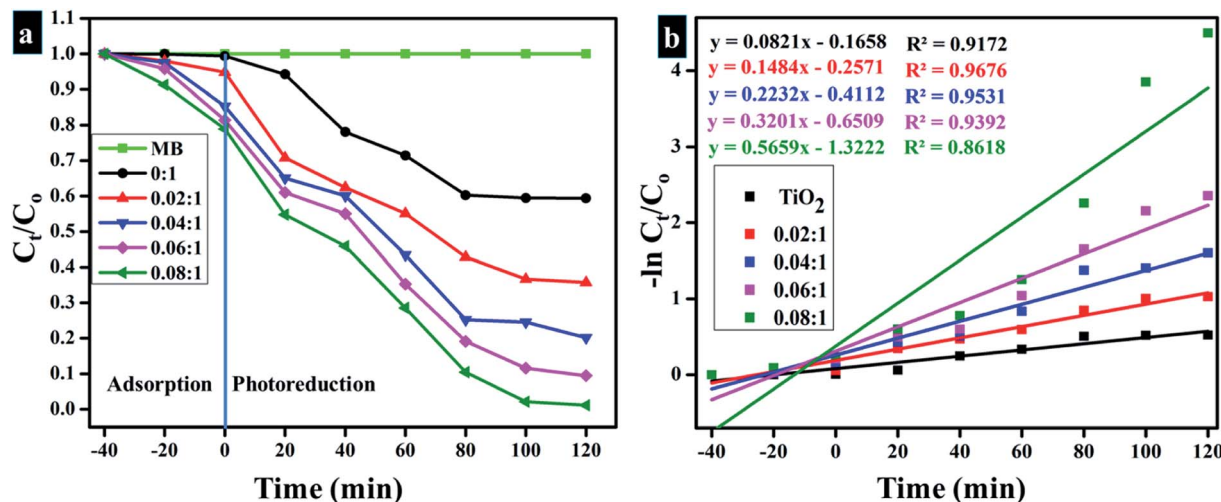 a
1.1
1.0
0.9
0.8
0.7
0.6
0.5
0.4
0.3
0.2
0.1
0.0
Cₜ/Cₒ
MB
0:1
0.02:1
0.04:1
0.06:1
0.08:1
Adsorption Photoreduction
-40 -20 0 20 40 60 80 100 120
Time (min)
b
y = 0.0821x - 0.1658 R² = 0.9172
y = 0.1484x - 0.2571 R² = 0.9676
y = 0.2232x - 0.4112 R² = 0.9531
y = 0.3201x - 0.6509 R² = 0.9392
y = 0.5659x - 1.3222 R² = 0.8618
4
3
2
1
0
-ln Cₜ/Cₒ
TiO₂
0.02:1
0.04:1
0.06:1
0.08:1
-40 -20 0 20 40 60 80 100 120
Time (min)